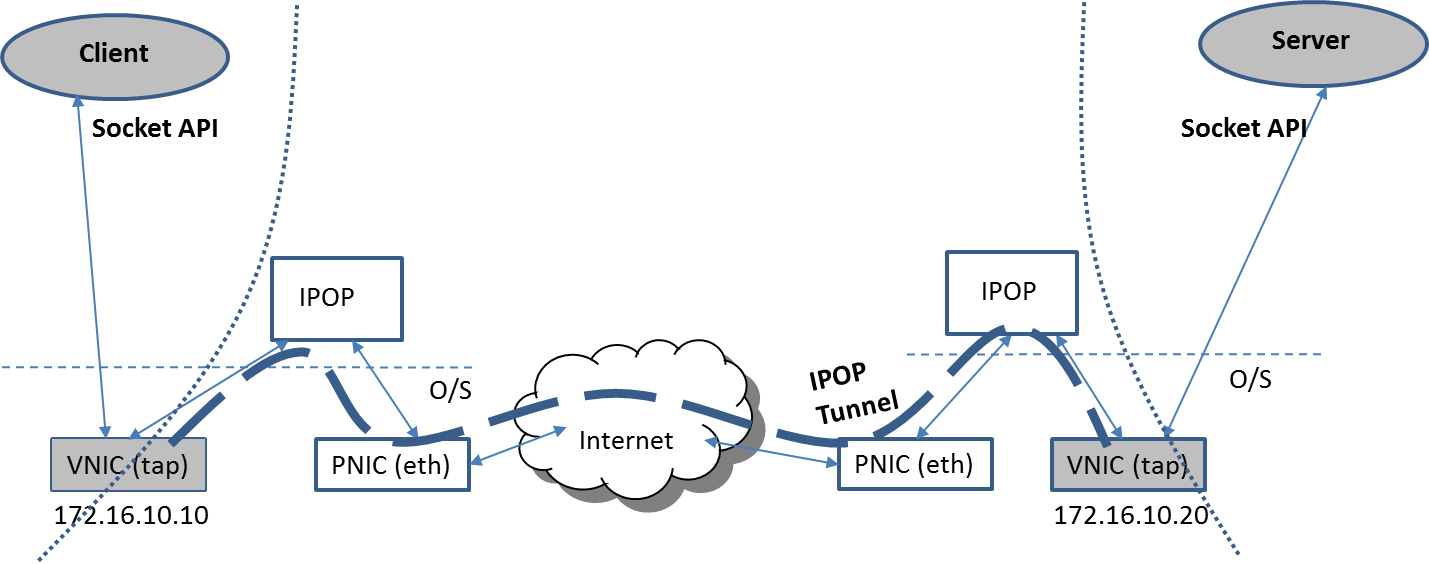 Client
Server
Socket API
Socket API
IPOP
IPOP
IPOP
Tunnel
O/S
O/S
Internet
VNIC (tap)
PNIC (eth)
PNIC (eth)
VNIC (tap)
172.16.10.10
172.16.10.20